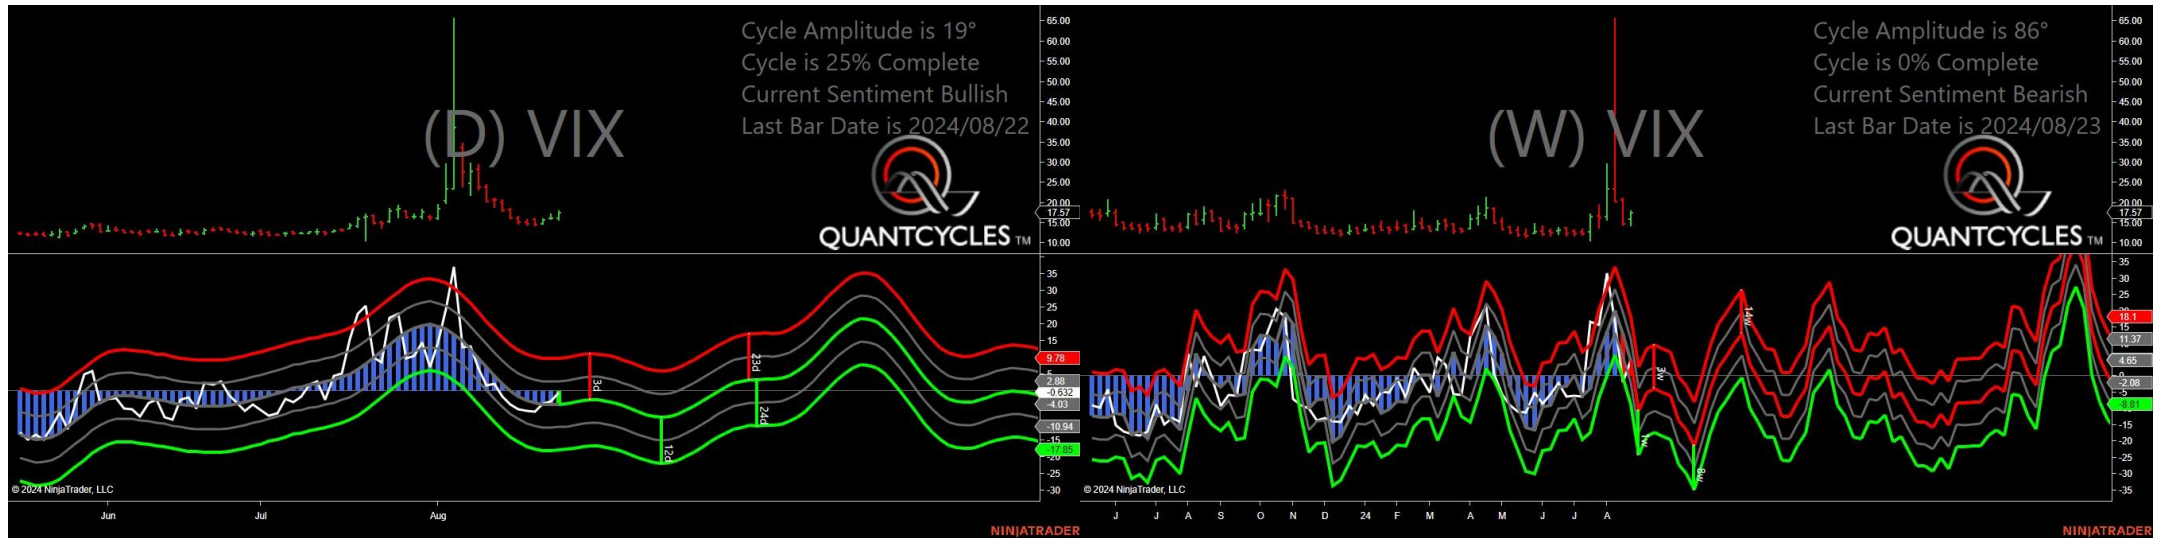 Cycle Amplitude is 19°
Cycle is 25% Complete
Current Sentiment Bullish
Last Bar Date is 2024/08/22
(D) VIX
QUANTCYCLES TM
65.00
60.00
55.00
50.00
45.00
40.00
35.00
30.00
25.00
20.00
17.57
15.00
10.00
35
30
25
20
15
9.78
5
2.88
-0.632
-4.03
-10.94
-15
-17.85
-20
-25
-30
3d
12d
23d
24d
© 2024 NinjaTrader, LLC
Jun Jul Aug
NINJATRADER
Cycle Amplitude is 86°
Cycle is 0% Complete
Current Sentiment Bearish
Last Bar Date is 2024/08/23
(W) VIX
QUANTCYCLES TM
65.00
60.00
55.00
50.00
45.00
40.00
35.00
30.00
25.00
20.00
17.57
15.00
10.00
35
30
25
20
18.1
15
11.37
4.65
0
-2.08
-5
-8.81
-15
-20
-25
-30
-35
3w
1w
8w
14w
© 2024 NinjaTrader, LLC
J J A S O N D 24 F M A M J J A
NINJATRADER